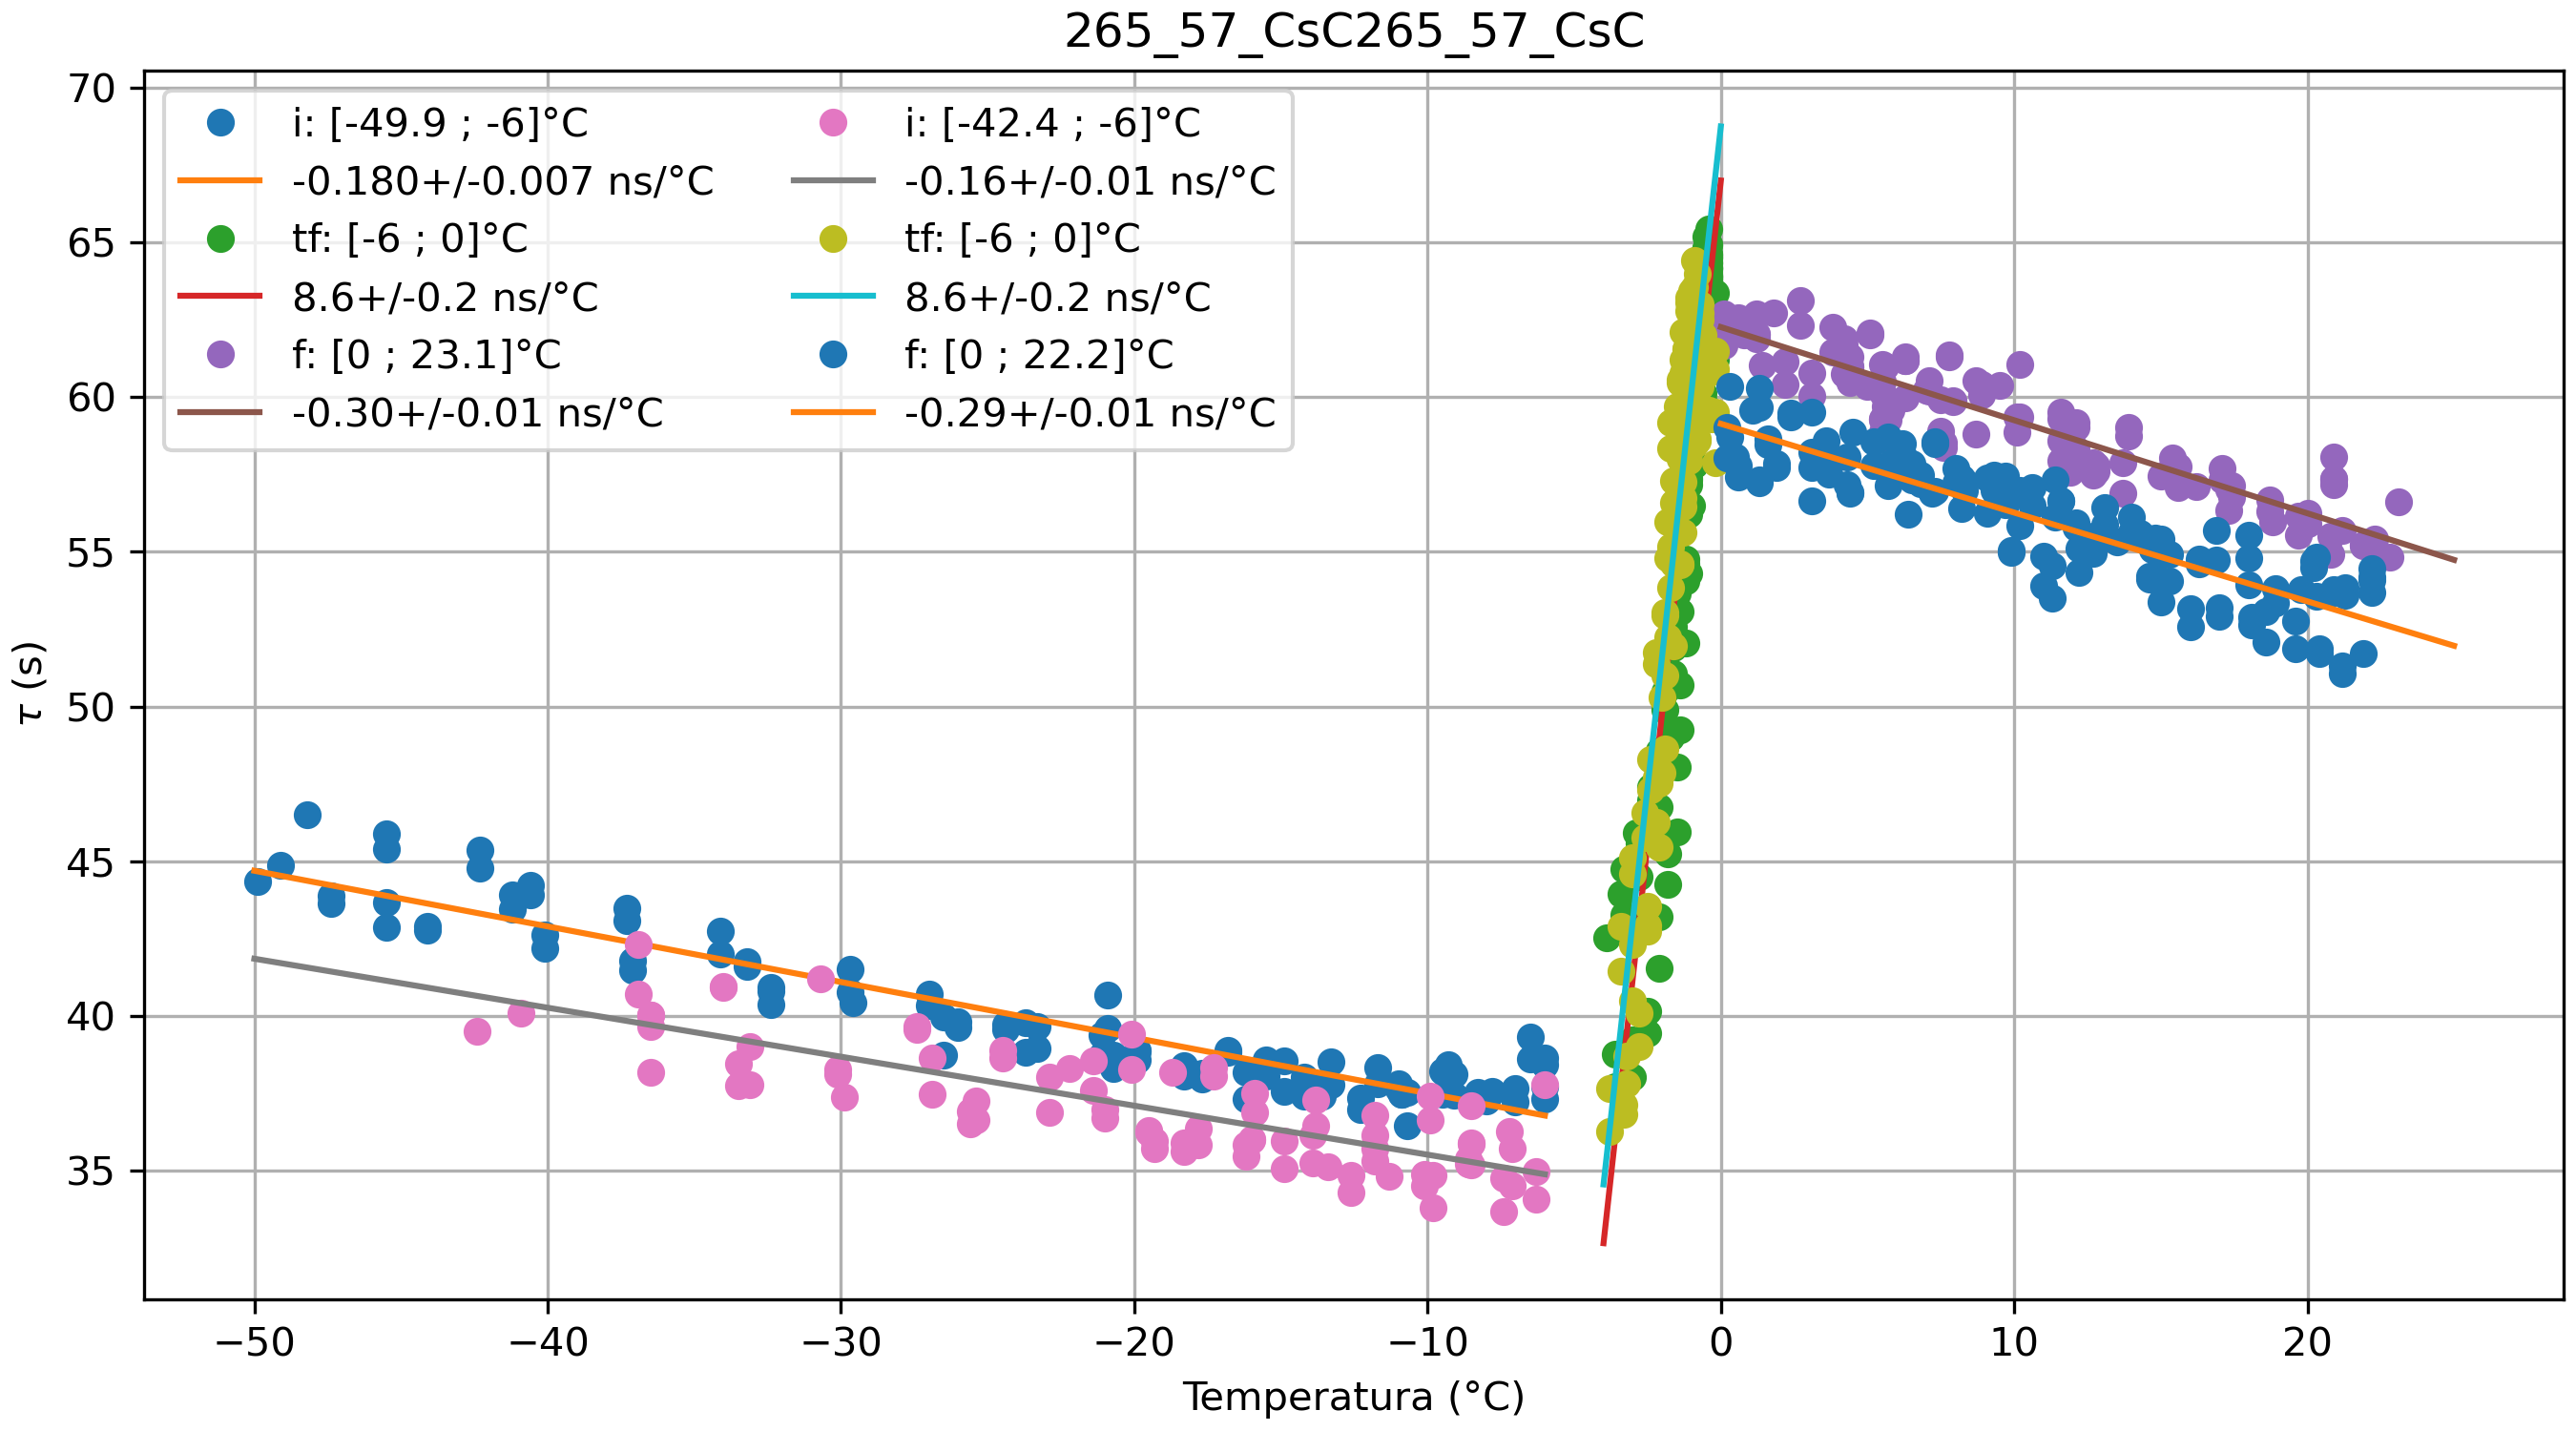 265_57_CsC265_57_CsC
70
65
60
55
50
45
40
35
τ (s)
i: [-49.9 ; -6]°C
-0.180+/-0.007 ns/°C
tf: [-6 ; 0]°C
8.6+/-0.2 ns/°C
f: [0 ; 23.1]°C
-0.30+/-0.01 ns/°C
i: [-42.4 ; -6]°C
-0.16+/-0.01 ns/°C
tf: [-6 ; 0]°C
8.6+/-0.2 ns/°C
f: [0 ; 22.2]°C
-0.29+/-0.01 ns/°C
−50 −40 −30 −20 −10 0 10 20
Temperatura (°C)